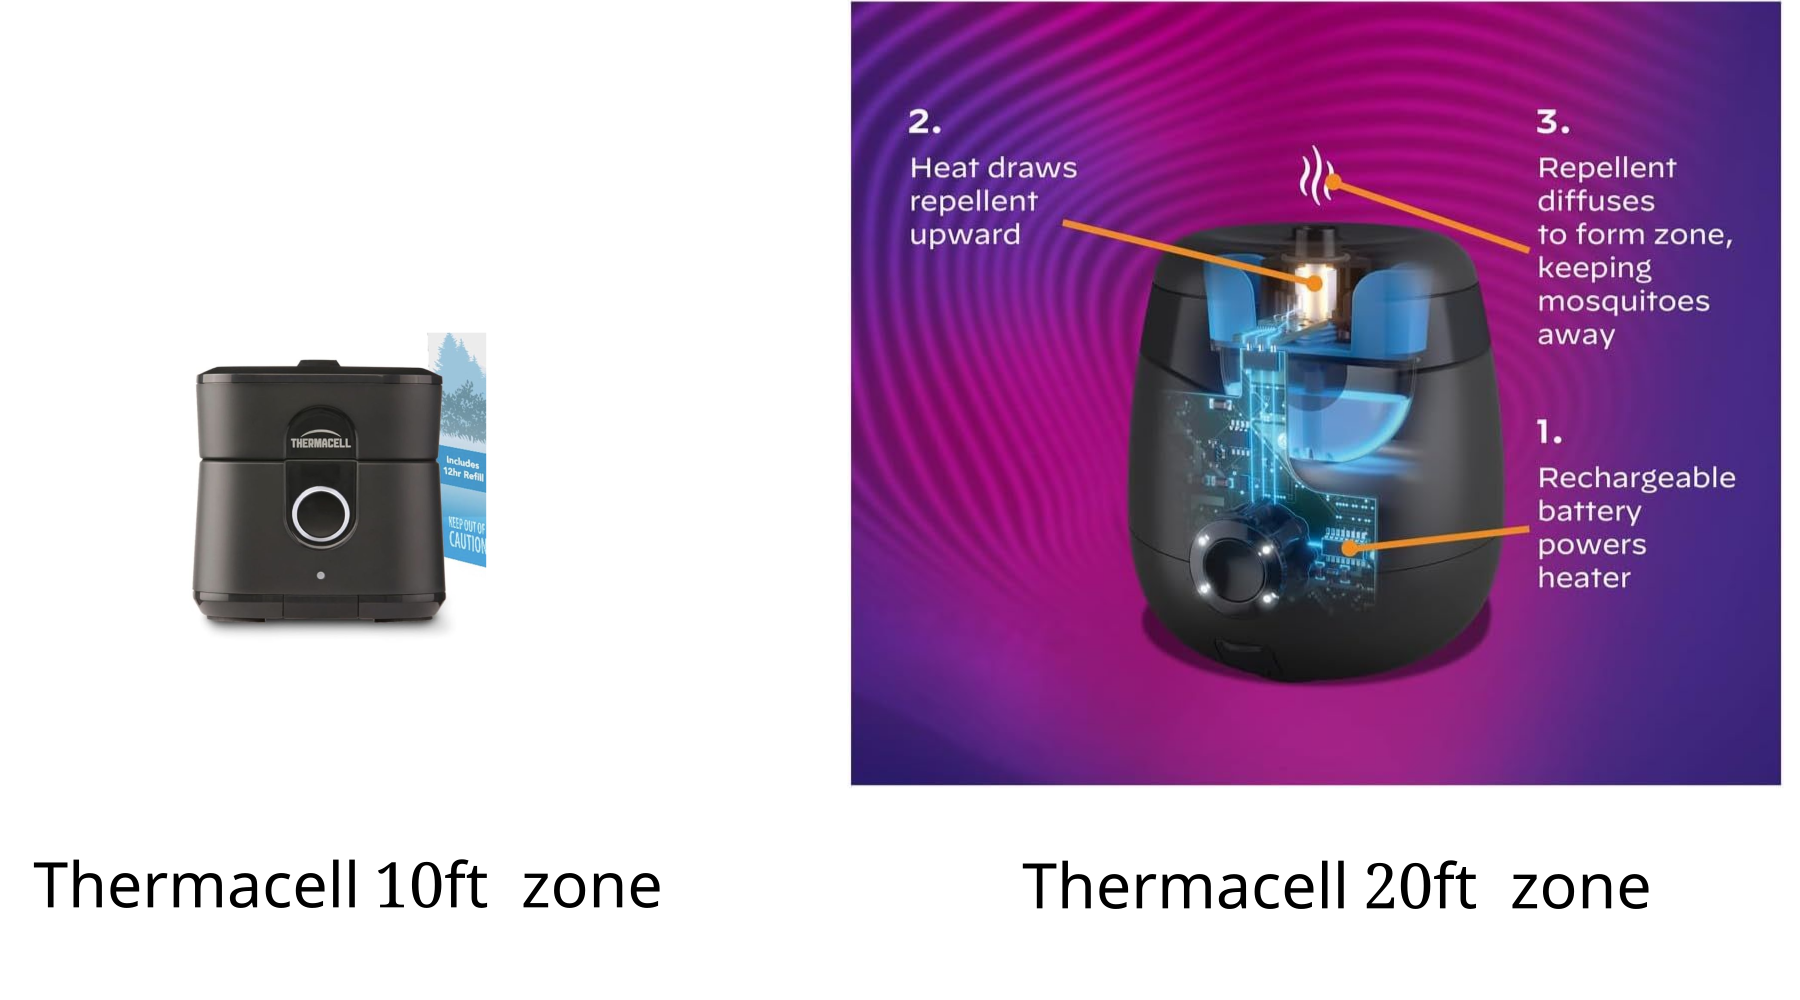 THERMACELL
Includes
12hr Refill
KEEP OUT OF
CAUTION
2.
Heat draws
repellent
upward
3.
Repellent
diffuses
to form zone,
keeping
mosquitoes
away
1.
Rechargeable
battery
powers
heater
Thermacell 10ft zone
Thermacell 20ft zone